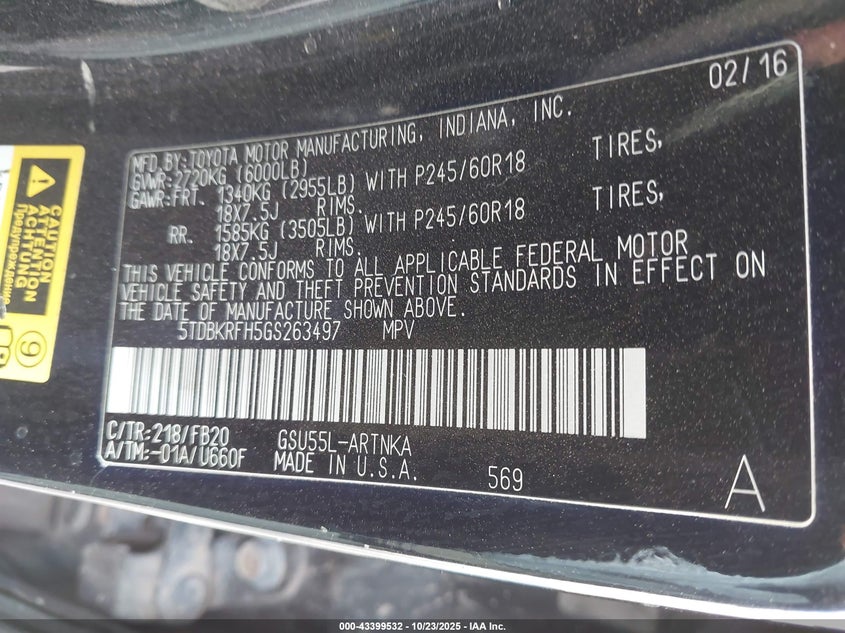 02/16
MFD.BY:TOYOTA MOTOR MANUFACTURING, INDIANA, INC.
GVWR:2720KG (6000LB)
GAWR:FRT. 1340KG (2955LB) WITH P245/60R18 TIRES,
18X7.5J RIMS.
RR. 1585KG (3505LB) WITH P245/60R18 TIRES,
18X7.5J RIMS.
THIS VEHICLE CONFORMS TO ALL APPLICABLE FEDERAL MOTOR
VEHICLE SAFETY AND THEFT PREVENTION STANDARDS IN EFFECT ON
THE DATE OF MANUFACTURE SHOWN ABOVE.
5TDBKRFH5GS263497 MPV
C/TR:218/FB20 GSU55L-ARTNKA
A/TM:-01A/U660F MADE IN U.S.A.
569
A
CAUTION
ATTENTION
ACHTUNG
Предупреждение
9
000-43399532 - 10/23/2025 - IAA Inc.